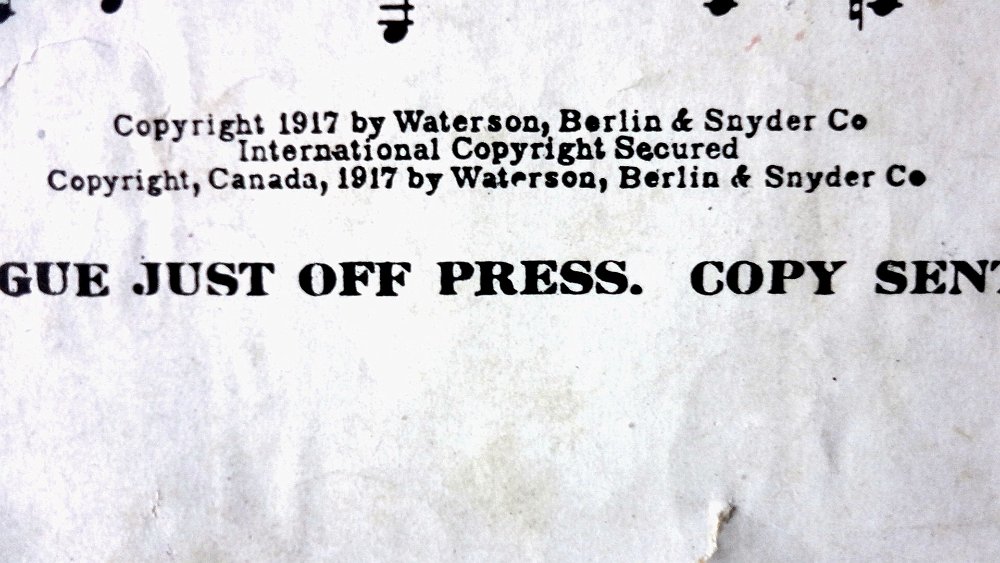 Copyright 1917 by Waterson, Berlin & Snyder Co
International Copyright Secured
Copyright, Canada, 1917 by Waterson, Berlin & Snyder Co
GUE JUST OFF PRESS. COPY SENT